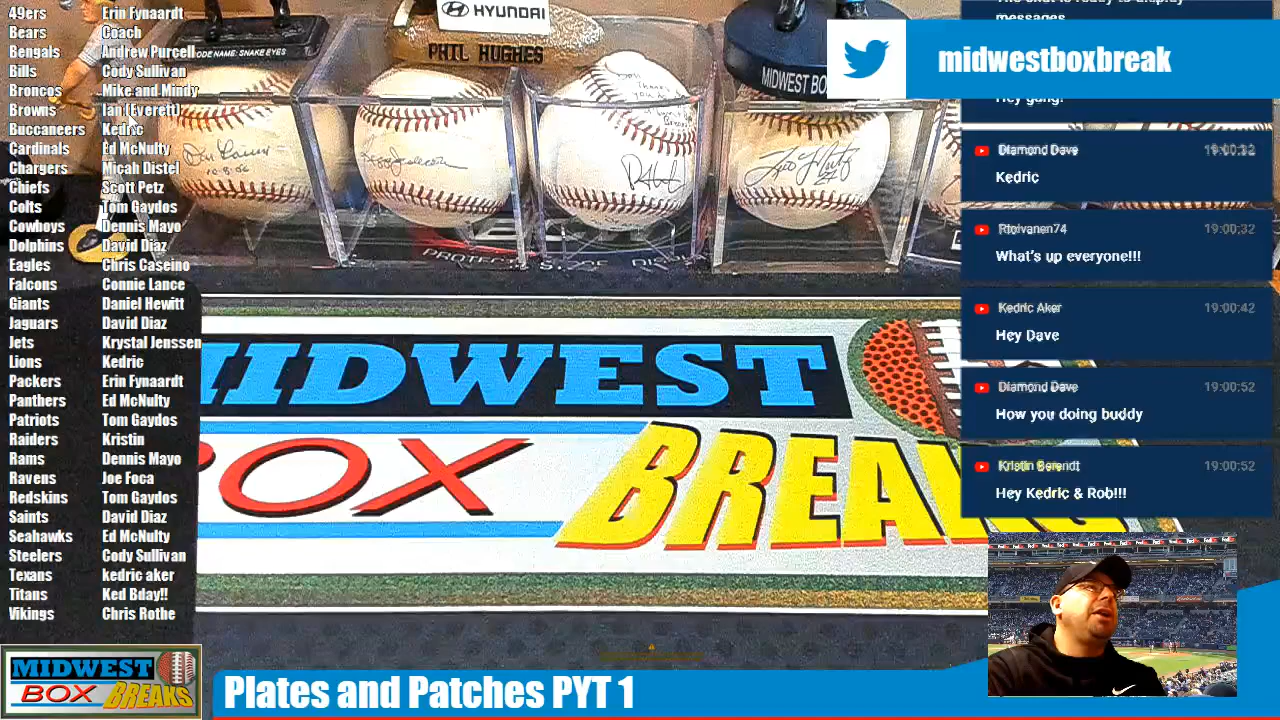 49ers Erin Fynaardt
Bears Coach
Bengals Andrew Purcell
Bills Cody Sullivan
Broncos Mike and Mindy
Browns Ian (Everett)
Buccaneers Kedric
Cardinals Ed McNulty
Chargers Micah Distel
Chiefs Scott Petz
Colts Tom Gaydos
Cowboys Dennis Mayo
Dolphins David Diaz
Eagles Chris Caseino
Falcons Connie Lance
Giants Daniel Hewitt
Jaguars David Diaz
Jets Krystal Jenssen
Lions Kedric
Packers Erin Fynaardt
Panthers Ed McNulty
Patriots Tom Gaydos
Raiders Kristin
Rams Dennis Mayo
Ravens Joe Foca
Redskins Tom Gaydos
Saints David Diaz
Seahawks Ed McNulty
Steelers Cody Sullivan
Texans kedric aker
Titans Ked Bday!!
Vikings Chris Rothe
MIDWEST
BOX BREAKS
CODE NAME: SNAKE EYES
HYUNDAI
PHIL HUGHES
MIDWEST BO
MIDWEST
BOX BREAKS
Plates and Patches PYT 1
midwestboxbreak
messages
Hey gang!
Diamond Dave 19:00:32
Kedric
19:00:32
What's up everyone!!!
Kedric Aker 19:00:42
Hey Dave
Diamond Dave 19:00:52
How you doing buddy
Kristin Berendt 19:00:52
Hey Kedric & Rob!!!